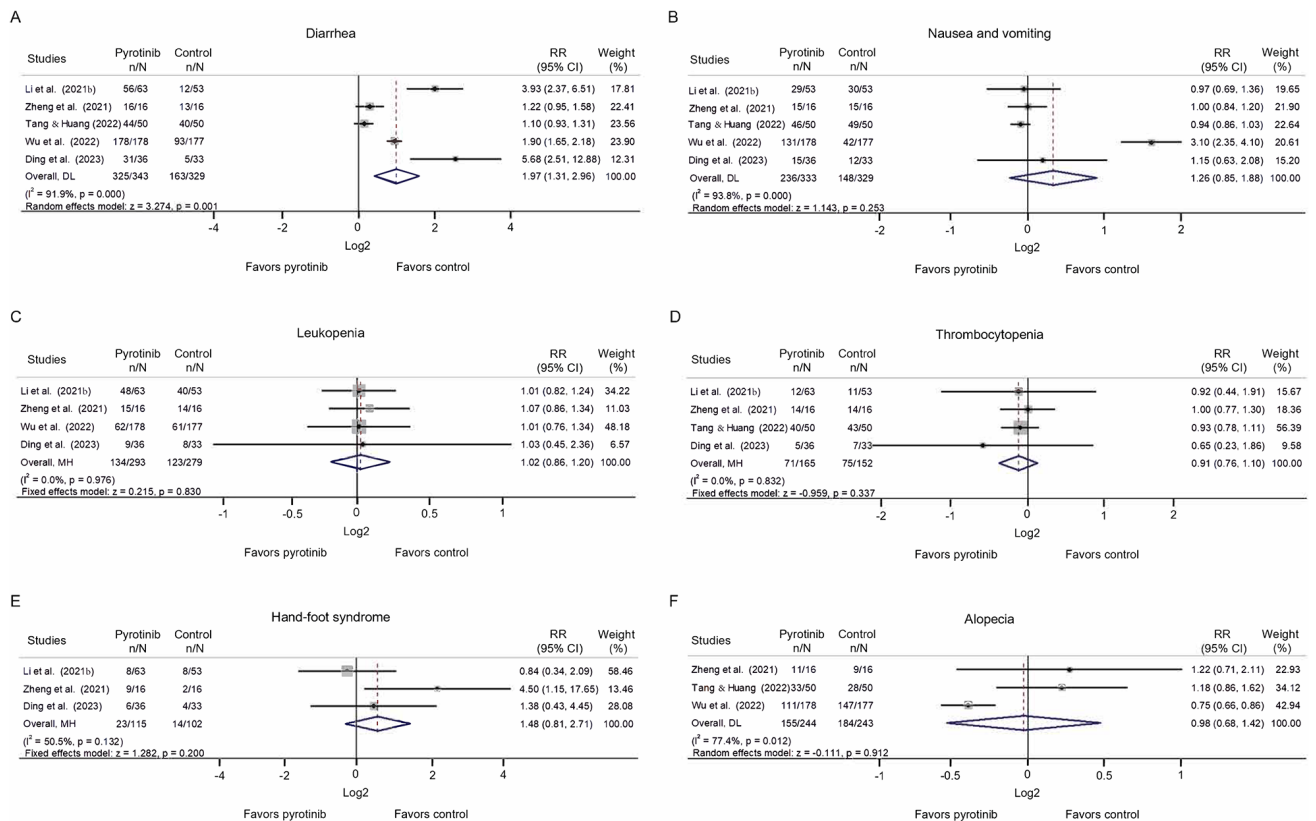 A
Diarrhea
Studies Pyrotinib n/N Control n/N RR (95% CI) Weight (%)
Li et al. (2021b) 56/63 12/53 3.93 (2.37, 6.51) 17.81
Zheng et al. (2021) 16/16 13/16 1.22 (0.95, 1.58) 22.41
Tang & Huang (2022) 44/50 40/50 1.10 (0.93, 1.31) 23.56
Wu et al. (2022) 178/178 93/177 1.90 (1.65, 2.18) 23.90
Ding et al. (2023) 31/36 5/33 5.68 (2.51, 12.88) 12.31
Overall, DL 325/343 163/329 1.97 (1.31, 2.96) 100.00
(I² = 91.9%, p = 0.000)
Random effects model: z = 3.274, p = 0.001
-4 -2 0 2 4
Log2
Favors pyrotinib Favors control
B
Nausea and vomiting
Studies Pyrotinib n/N Control n/N RR (95% CI) Weight (%)
Li et al. (2021b) 29/53 30/53 0.97 (0.69, 1.36) 19.65
Zheng et al. (2021) 15/16 15/16 1.00 (0.84, 1.20) 21.90
Tang & Huang (2022) 46/50 49/50 0.94 (0.86, 1.03) 22.64
Wu et al. (2022) 131/178 42/177 3.10 (2.35, 4.10) 20.61
Ding et al. (2023) 15/36 12/33 1.15 (0.63, 2.08) 15.20
Overall, DL 236/333 148/329 1.26 (0.85, 1.88) 100.00
(I² = 93.8%, p = 0.000)
Random effects model: z = 1.143, p = 0.253
-2 -1 0 1 2
Log2
Favors pyrotinib Favors control
C
Leukopenia
Studies Pyrotinib n/N Control n/N RR (95% CI) Weight (%)
Li et al. (2021b) 48/63 40/53 1.01 (0.82, 1.24) 34.22
Zheng et al. (2021) 15/16 14/16 1.07 (0.86, 1.34) 11.03
Wu et al. (2022) 62/178 61/177 1.01 (0.76, 1.34) 48.18
Ding et al. (2023) 9/36 8/33 1.03 (0.45, 2.36) 6.57
Overall, MH 134/293 123/279 1.02 (0.86, 1.20) 100.00
(I² = 0.0%, p = 0.976)
Fixed effects model: z = 0.215, p = 0.830
-1 -0.5 0 0.5 1
Log2
Favors pyrotinib Favors control
D
Thrombocytopenia
Studies Pyrotinib n/N Control n/N RR (95% CI) Weight (%)
Li et al. (2021b) 12/63 11/53 0.92 (0.44, 1.91) 15.67
Zheng et al. (2021) 14/16 14/16 1.00 (0.77, 1.30) 18.36
Tang & Huang (2022) 40/50 43/50 0.93 (0.78, 1.11) 56.39
Ding et al. (2023) 5/36 7/33 0.65 (0.23, 1.86) 9.58
Overall, MH 71/165 75/152 0.91 (0.76, 1.10) 100.00
(I² = 0.0%, p = 0.832)
Fixed effects model: z = -0.959, p = 0.337
-2 -1 0 1 2
Log2
Favors pyrotinib Favors control
E
Hand-foot syndrome
Studies Pyrotinib n/N Control n/N RR (95% CI) Weight (%)
Li et al. (2021b) 8/63 8/53 0.84 (0.34, 2.09) 58.46
Zheng et al. (2021) 9/16 2/16 4.50 (1.15, 17.65) 13.46
Ding et al. (2023) 6/36 4/33 1.38 (0.43, 4.45) 28.08
Overall, MH 23/115 14/102 1.48 (0.81, 2.71) 100.00
(I² = 50.5%, p = 0.132)
Fixed effects model: z = 1.282, p = 0.200
-4 -2 0 2 4
Log2
Favors pyrotinib Favors control
F
Alopecia
Studies Pyrotinib n/N Control n/N RR (95% CI) Weight (%)
Zheng et al. (2021) 11/16 9/16 1.22 (0.71, 2.11) 22.93
Tang & Huang (2022) 33/50 28/50 1.18 (0.86, 1.62) 34.12
Wu et al. (2022) 111/178 147/177 0.75 (0.66, 0.86) 42.94
Overall, DL 155/244 184/243 0.98 (0.68, 1.42) 100.00
(I² = 77.4%, p = 0.012)
Random effects model: z = -0.111, p = 0.912
-1 -0.5 0 0.5 1
Log2
Favors pyrotinib Favors control